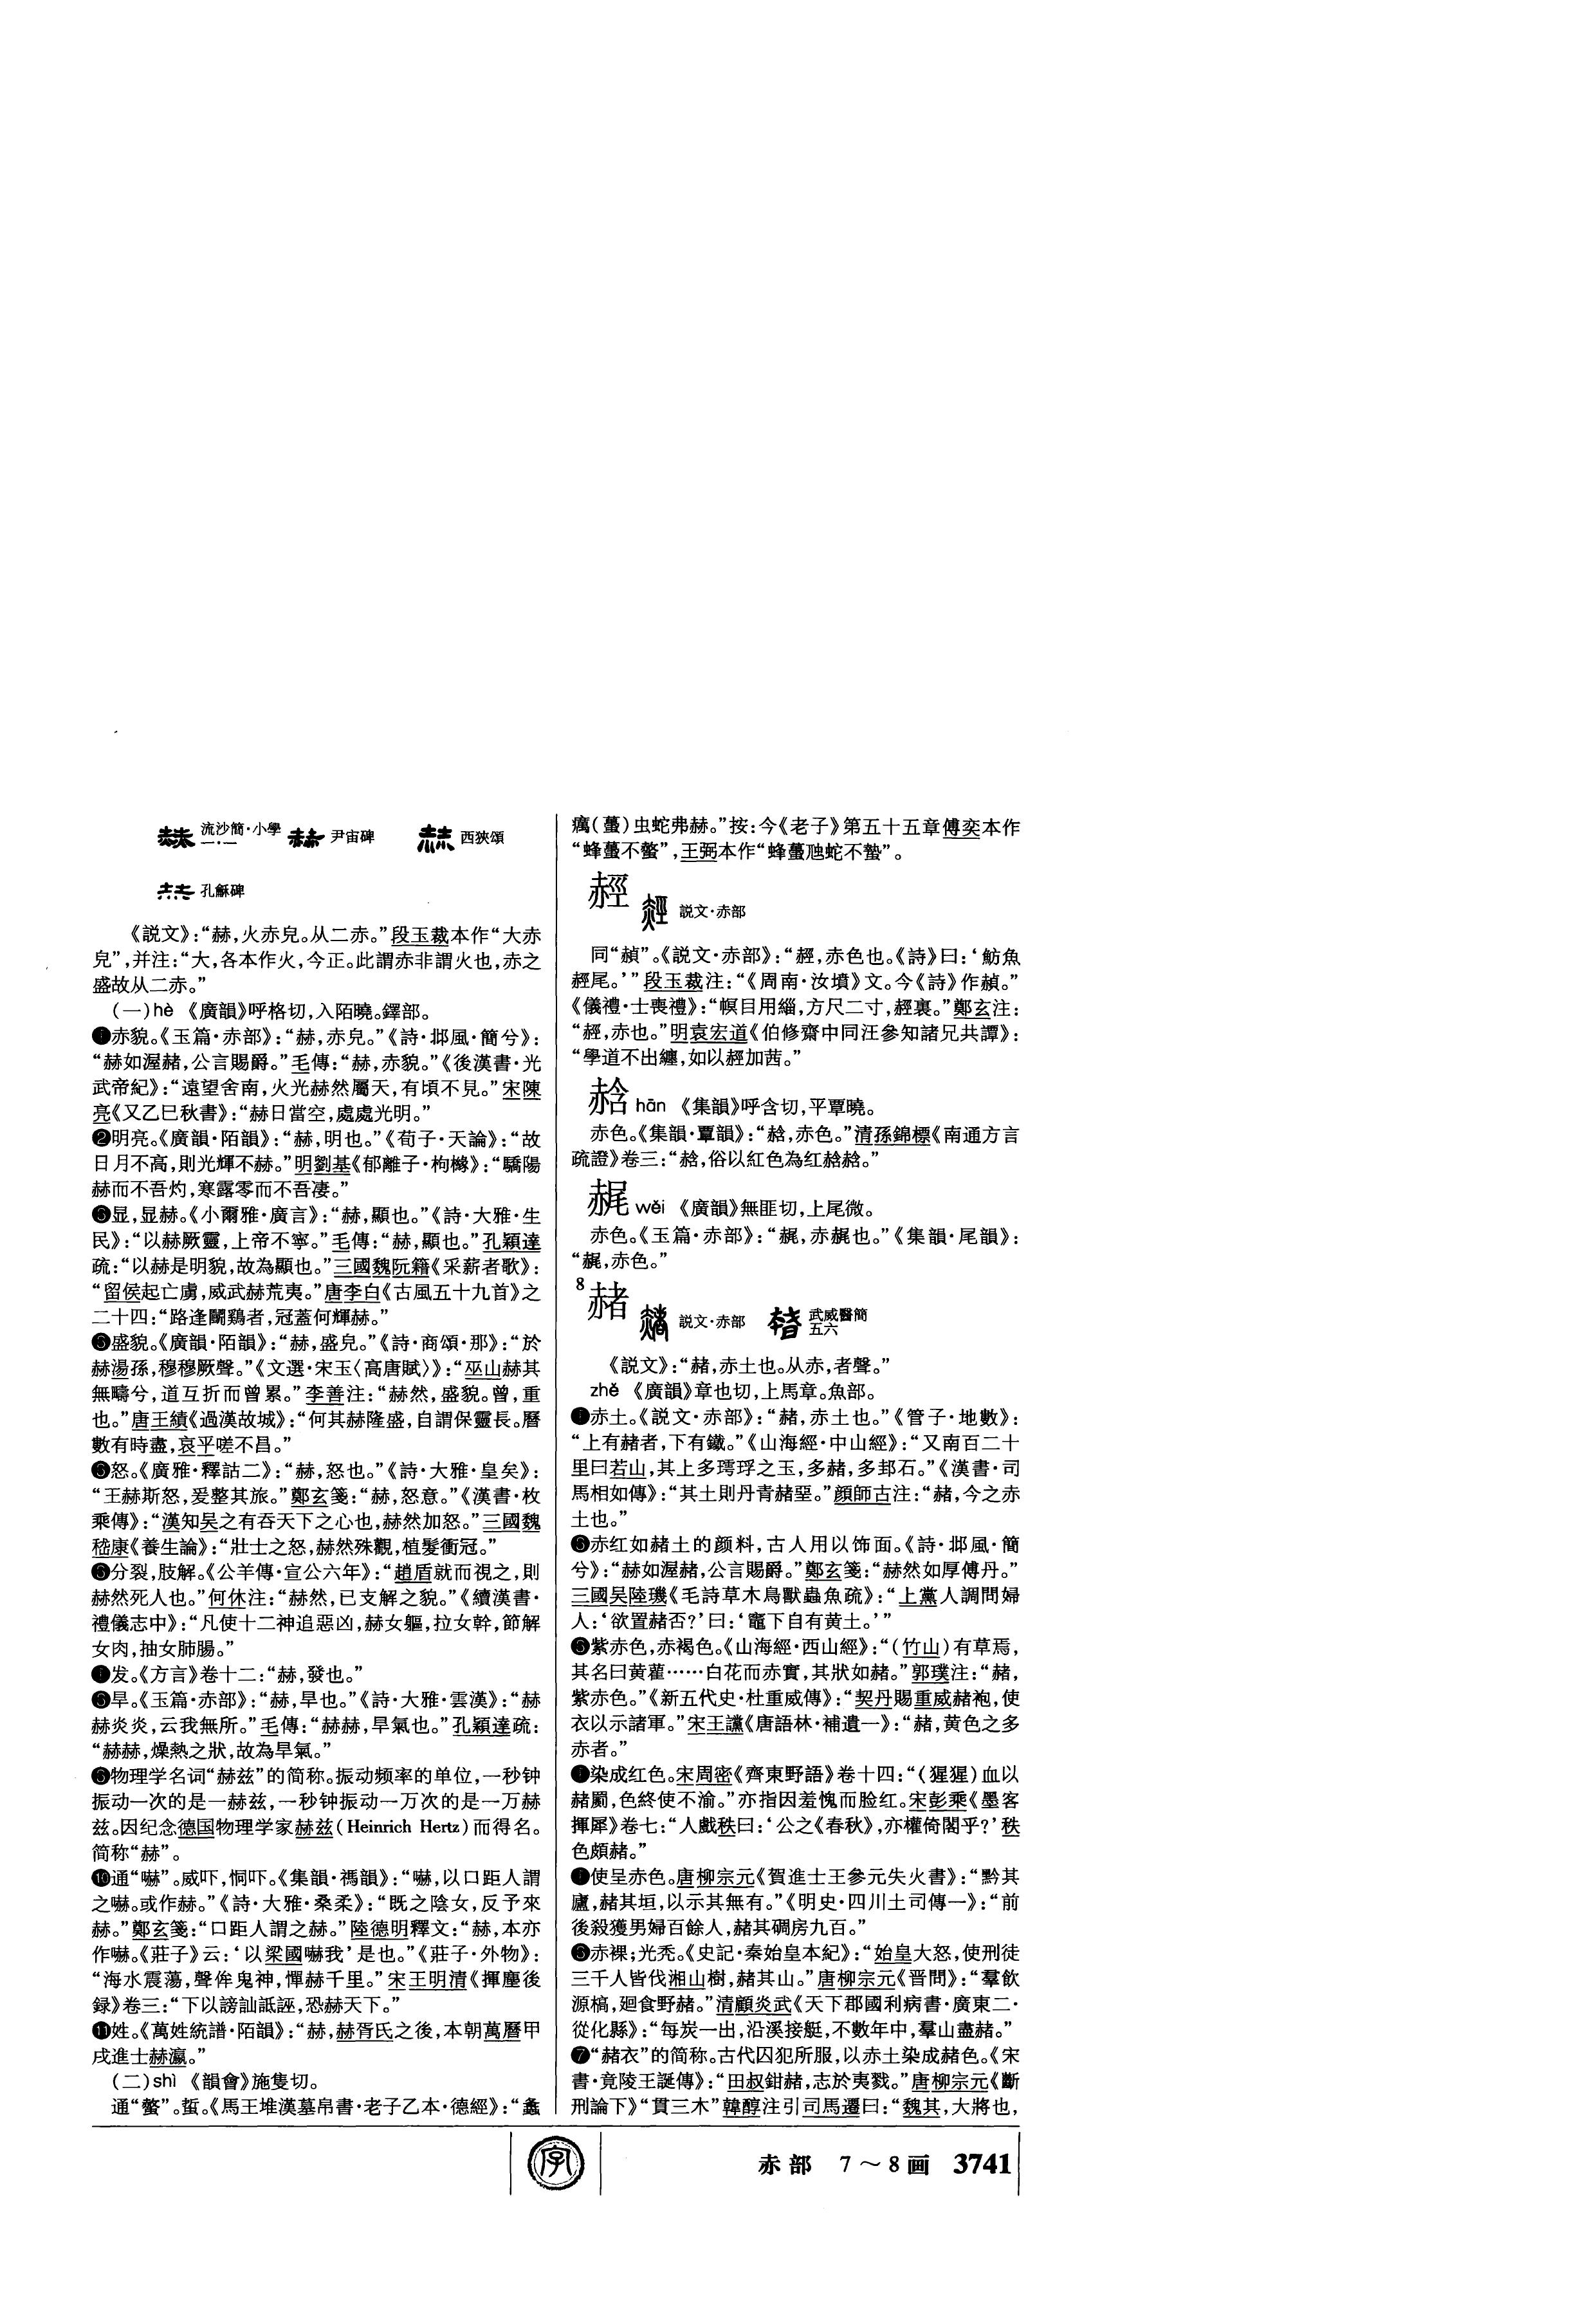 流沙簡·小學
一·一
尹宙碑
西狹頌
孔龢碑
《説文》：“赫，火赤皃。从二赤。”段玉裁本作“大赤
皃”，并注：“大，各本作火，今正。此謂赤非謂火也，赤之
盛故从二赤。”
（一）hè 《廣韻》呼格切，入陌曉。鐸部。
❶赤貌。《玉篇·赤部》：“赫，赤皃。”《詩·邶風·簡兮》：
“赫如渥赭，公言賜爵。”毛傳：“赫，赤貌。”《後漢書·光
武帝紀》：“遠望舍南，火光赫然屬天，有頃不見。”宋陳
亮《又乙巳秋書》：“赫日當空，處處光明。”
❷明亮。《廣韻·陌韻》：“赫，明也。”《荀子·天論》：“故
日月不高，則光輝不赫。”明劉基《郁離子·枸櫞》：“驕陽
赫而不吾灼，寒露零而不吾凄。”
❸显，显赫。《小爾雅·廣言》：“赫，顯也。”《詩·大雅·生
民》：“以赫厥靈，上帝不寧。”毛傳：“赫，顯也。”孔穎達
疏：“以赫是明貌，故為顯也。”三國魏阮籍《采薪者歌》：
“留侯起亡虜，威武赫荒夷。”唐李白《古風五十九首》之
二十四：“路逢鬭鷄者，冠蓋何輝赫。”
❹盛貌。《廣韻·陌韻》：“赫，盛皃。”《詩·商頌·那》：“於
赫湯孫，穆穆厥聲。”《文選·宋玉〈高唐賦〉》：“巫山赫其
無疇兮，道互折而曾累。”李善注：“赫然，盛貌。曾，重
也。”唐王績《過漢故城》：“何其赫隆盛，自謂保靈長。曆
數有時盡，哀平嗟不昌。”
❺怒。《廣雅·釋詁二》：“赫，怒也。”《詩·大雅·皇矣》：
“王赫斯怒，爰整其旅。”鄭玄箋：“赫，怒意。”《漢書·枚
乘傳》：“漢知吴之有吞天下之心也，赫然加怒。”三國魏
嵇康《養生論》：“壯士之怒，赫然殊觀，植髮衝冠。”
❻分裂，肢解。《公羊傳·宣公六年》：“趙盾就而視之，則
赫然死人也。”何休注：“赫然，已支解之貌。”《續漢書·
禮儀志中》：“凡使十二神追惡凶，赫女軀，拉女幹，節解
女肉，抽女肺腸。”
❼发。《方言》卷十二：“赫，發也。”
❽旱。《玉篇·赤部》：“赫，旱也。”《詩·大雅·雲漢》：“赫
赫炎炎，云我無所。”毛傳：“赫赫，旱氣也。”孔穎達疏：
“赫赫，燥熱之狀，故為旱氣。”
❾物理学名词“赫兹”的简称。振动频率的单位，一秒钟
振动一次的是一赫兹，一秒钟振动一万次的是一万赫
兹。因纪念德国物理学家赫兹（Heinrich Hertz）而得名。
简称“赫”。
❿通“嚇”。威吓，恫吓。《集韻·禡韻》：“嚇，以口距人謂
之嚇。或作赫。”《詩·大雅·桑柔》：“既之陰女，反予來
赫。”鄭玄箋：“口距人謂之赫。”陸德明釋文：“赫，本亦
作嚇。《莊子》云：‘以梁國嚇我’是也。”《莊子·外物》：
“海水震蕩，聲侔鬼神，憚赫千里。”宋王明清《揮塵後
録》卷三：“下以謗訕詆誣，恐赫天下。”
⓫姓。《萬姓統譜·陌韻》：“赫，赫胥氏之後，本朝萬曆甲
戌進士赫瀛。”
（二）shì 《韻會》施隻切。
通“螫”。蜇。《馬王堆漢墓帛書·老子乙本·德經》：“螽
癘（蠆）虫蛇弗赫。”按：今《老子》第五十五章傅奕本作
“蜂蠆不螫”，王弼本作“蜂蠆虺蛇不螫”。
赨 説文·赤部
同“赬”。《説文·赤部》：“䞓，赤色也。《詩》曰：‘魴魚
䞓尾。’”段玉裁注：“《周南·汝墳》文。今《詩》作赬。”
《儀禮·士喪禮》：“幎目用緇，方尺二寸，䞓裏。”鄭玄注：
“䞓，赤也。”明袁宏道《伯修齋中同汪參知諸兄共譚》：
“學道不出纏，如以䞓加茜。”
䞔 hān 《集韻》呼含切，平覃曉。
赤色。《集韻·覃韻》：“䞔，赤色。”清孫錦標《南通方言
疏證》卷三：“䞔，俗以紅色為红䞔䞔。”
wěi 《廣韻》無匪切，上尾微。
赤色。《玉篇·赤部》：“，赤也。”《集韻·尾韻》：
“，赤色。”
8
赭 説文·赤部 武威醫簡
五六
《説文》：“赭，赤土也。从赤，者聲。”
zhě 《廣韻》章也切，上馬章。魚部。
❶赤土。《説文·赤部》：“赭，赤土也。”《管子·地數》：
“上有赭者，下有鐵。”《山海經·中山經》：“又南百二十
里曰若山，其上多㻬琈之玉，多赭，多邽石。”《漢書·司
馬相如傳》：“其土則丹青赭堊。”顔師古注：“赭，今之赤
土也。”
❷赤红如赭土的颜料，古人用以饰面。《詩·邶風·簡
兮》：“赫如渥赭，公言賜爵。”鄭玄箋：“赫然如厚傅丹。”
三國吴陸璣《毛詩草木鳥獸蟲魚疏》：“上黨人調問婦
人：‘欲置赭否？’曰：‘竈下自有黄土。’”
❸紫赤色，赤褐色。《山海經·西山經》：“（竹山）有草焉，
其名曰黄雚……白花而赤實，其狀如赭。”郭璞注：“赭，
紫赤色。”《新五代史·杜重威傳》：“契丹賜重威赭袍，使
衣以示諸軍。”宋王讜《唐語林·補遺一》：“赭，黄色之多
赤者。”
❹染成红色。宋周密《齊東野語》卷十四：“（猩猩）血以
赭罽，色終使不渝。”亦指因羞愧而脸红。宋彭乘《墨客
揮犀》卷七：“人戲秩曰：‘公之《春秋》，亦權倚閣乎？’秩
色頗赭。”
❺使呈赤色。唐柳宗元《賀進士王參元失火書》：“黔其
廬，赭其垣，以示其無有。”《明史·四川土司傳一》：“前
後殺獲男婦百餘人，赭其碉房九百。”
❻赤裸；光秃。《史記·秦始皇本紀》：“始皇大怒，使刑徒
三千人皆伐湘山樹，赭其山。”唐柳宗元《晋問》：“羣飲
源槁，廻食野赭。”清顧炎武《天下郡國利病書·廣東二·
從化縣》：“每炭一出，沿溪接艇，不數年中，羣山盡赭。”
❼“赭衣”的简称。古代囚犯所服，以赤土染成赭色。《宋
書·竟陵王誕傳》：“田叔鉗赭，志於夷戮。”唐柳宗元《斷
刑論下》“貫三木”韓醇注引司馬遷曰：“魏其，大將也，
字
赤部 7～8画 3741